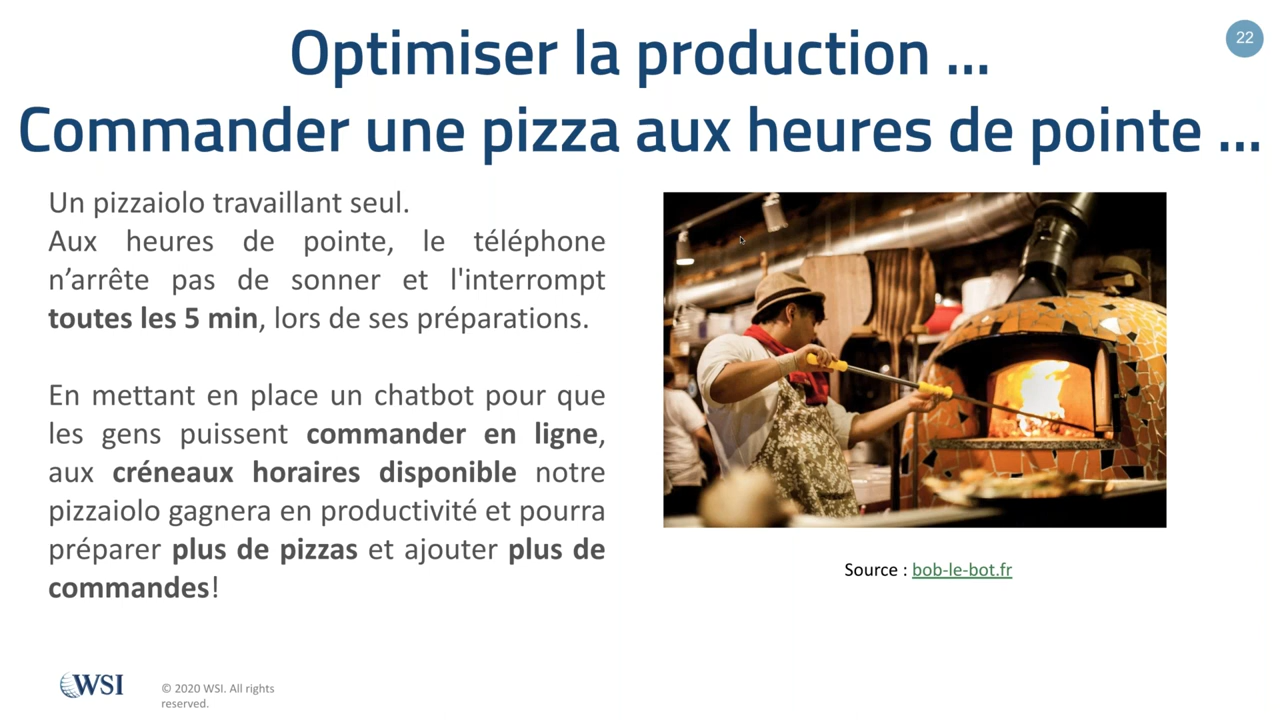 22
Optimiser la production ...
Commander une pizza aux heures de pointe ...
Un pizzaiolo travaillant seul.
Aux heures de pointe, le téléphone
n’arrête pas de sonner et l'interrompt
toutes les 5 min, lors de ses préparations.
En mettant en place un chatbot pour que
les gens puissent commander en ligne,
aux créneaux horaires disponible notre
pizzaiolo gagnera en productivité et pourra
préparer plus de pizzas et ajouter plus de
commandes!
Source : bob-le-bot.fr
WSI
© 2020 WSI. All rights
reserved.